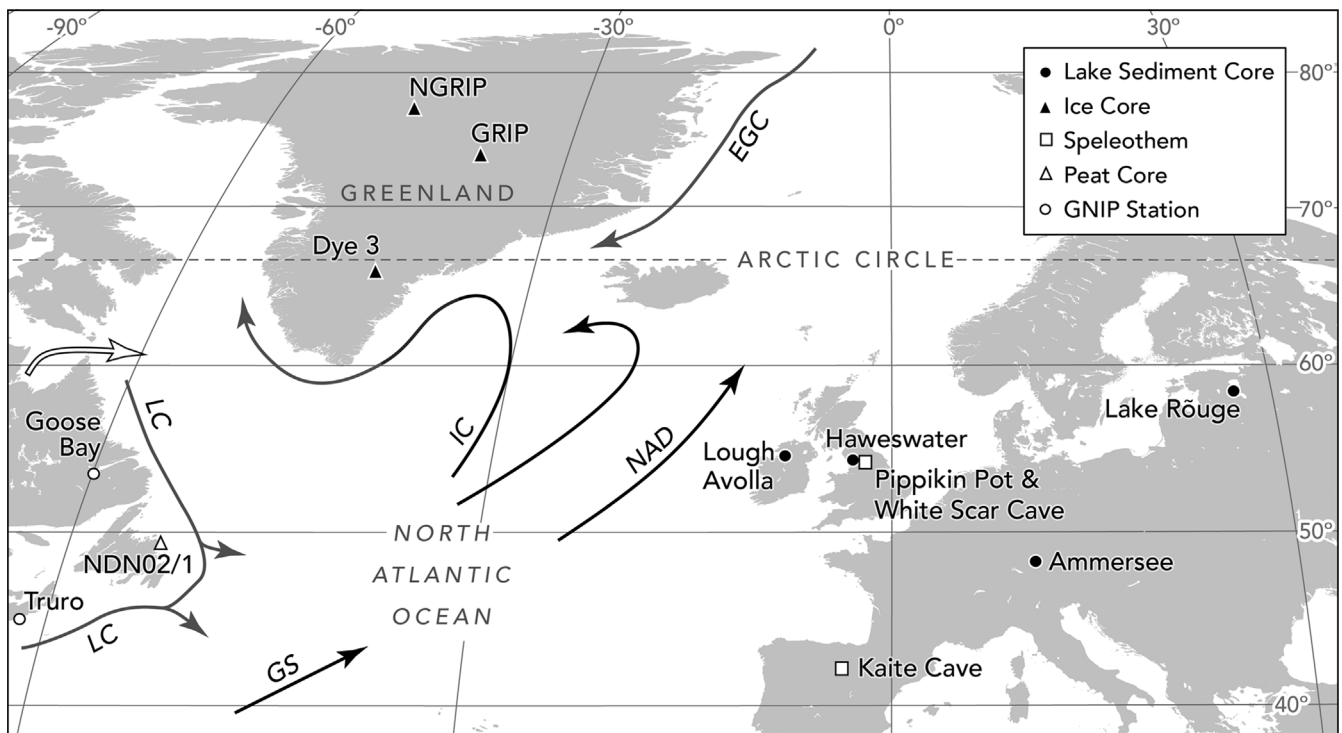 -90°
-60°
-30°
0°
30°
NGRIP
GRIP
GREENLAND
Dye 3
EGC
Lake Sediment Core
Ice Core
Speleothem
Peat Core
GNIP Station
80°
70°
ARCTIC CIRCLE
60°
LC
Goose
Bay
IC
NAD
Lough
Avolla
Haweswater
Pippikin Pot &
White Scar Cave
Lake Rõuge
NDN02/1
NORTH
ATLANTIC
OCEAN
50°
Ammersee
Truro
LC
GS
Kaite Cave
40°